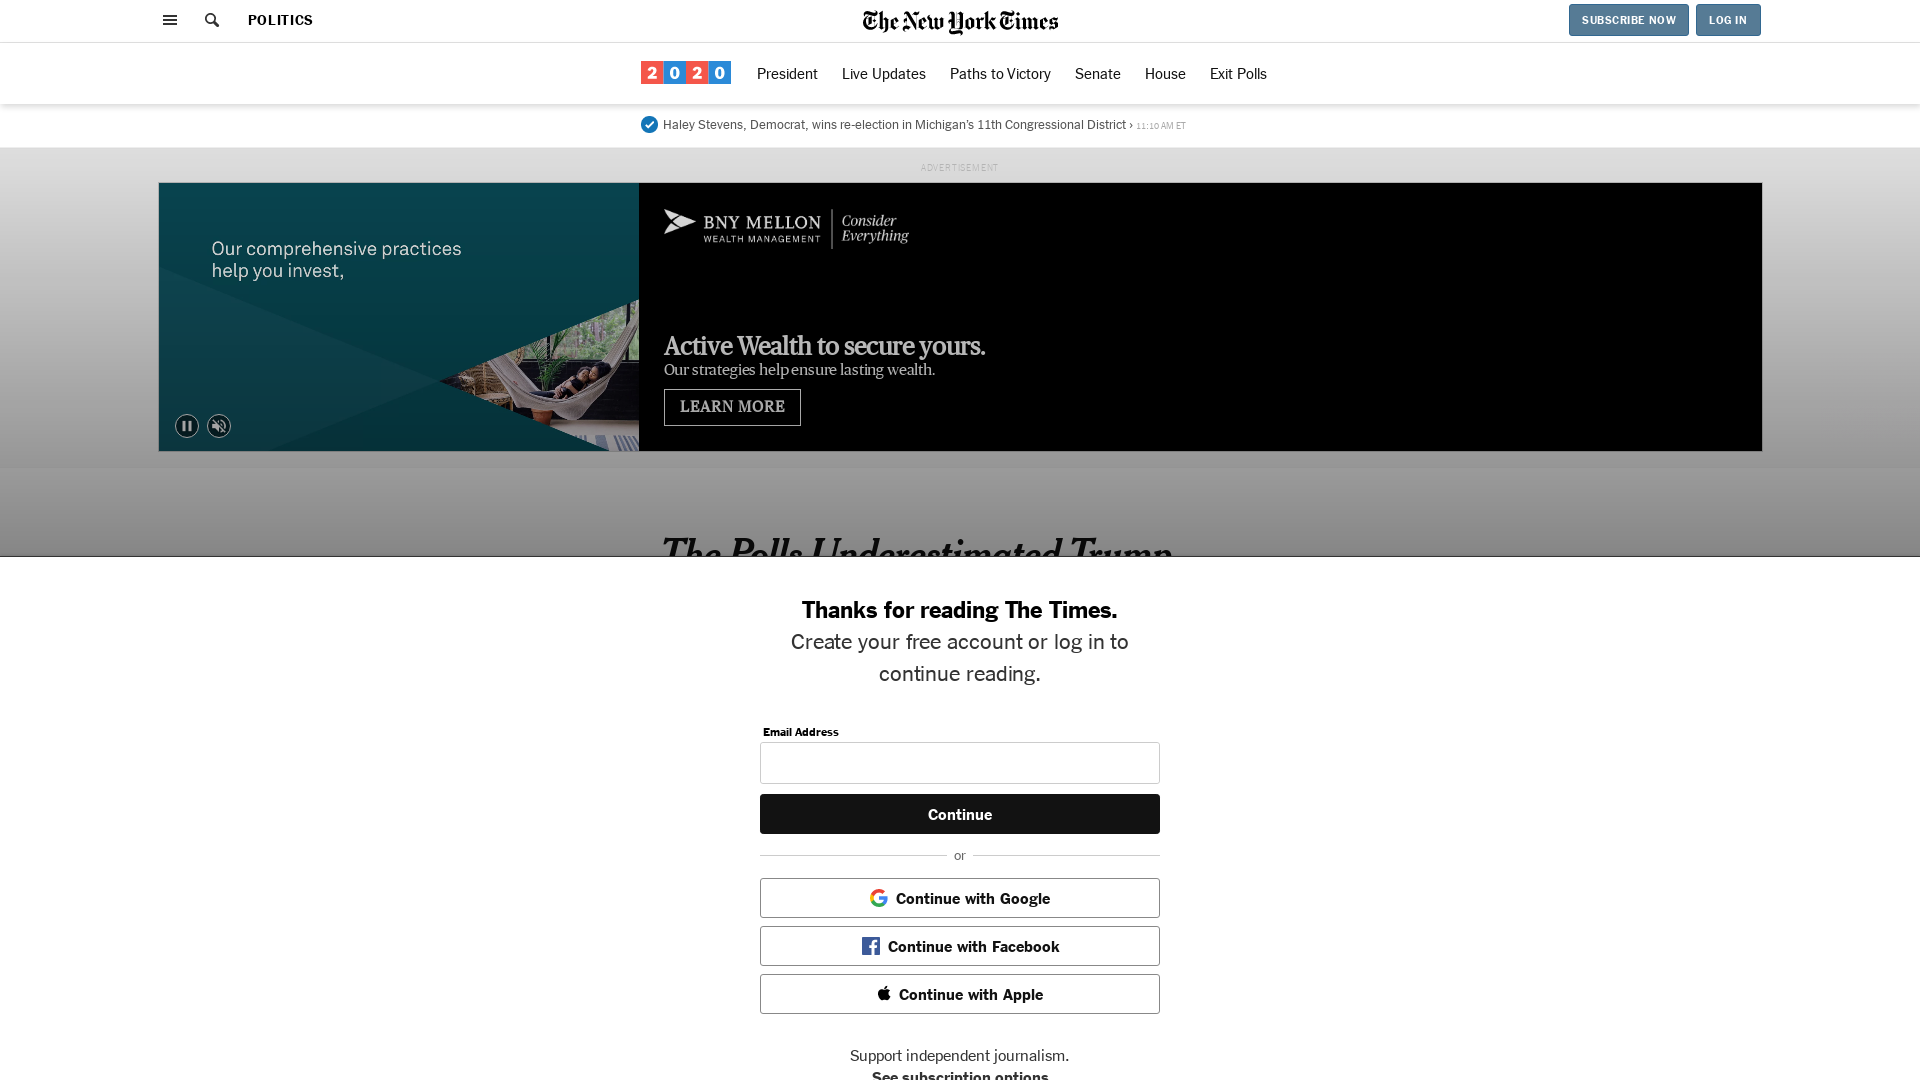 POLITICS
The New York Times
SUBSCRIBE NOW
LOG IN
2020
President
Live Updates
Paths to Victory
Senate
House
Exit Polls
Haley Stevens, Democrat, wins re-election in Michigan’s 11th Congressional District › 11:10 AM ET
ADVERTISEMENT
Our comprehensive practices
help you invest,
BNY MELLON
WEALTH MANAGEMENT
Consider
Everything
Active Wealth to secure yours.
Our strategies help ensure lasting wealth.
LEARN MORE
The Polls Underestimated Trump
Thanks for reading The Times.
Create your free account or log in to
continue reading.
Email Address
Continue
or
Continue with Google
Continue with Facebook
Continue with Apple
Support independent journalism.
See subscription options